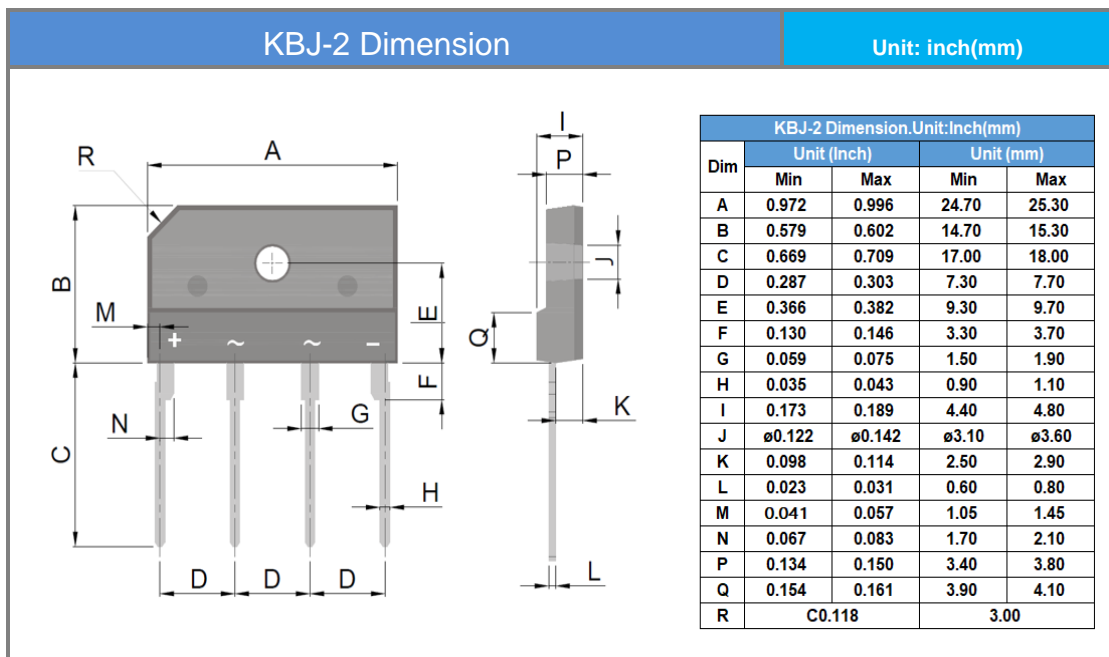 KBJ-2 Dimension
Unit: inch(mm)
R
A
B
M
+ ~ ~ -
E
F
N
G
C
H
D D D
I
P
J
Q
K
L
KBJ-2 Dimension.Unit:Inch(mm)
Dim Unit (Inch) Unit (mm)
Min Max Min Max
A 0.972 0.996 24.70 25.30
B 0.579 0.602 14.70 15.30
C 0.669 0.709 17.00 18.00
D 0.287 0.303 7.30 7.70
E 0.366 0.382 9.30 9.70
F 0.130 0.146 3.30 3.70
G 0.059 0.075 1.50 1.90
H 0.035 0.043 0.90 1.10
I 0.173 0.189 4.40 4.80
J ø0.122 ø0.142 ø3.10 ø3.60
K 0.098 0.114 2.50 2.90
L 0.023 0.031 0.60 0.80
M 0.041 0.057 1.05 1.45
N 0.067 0.083 1.70 2.10
P 0.134 0.150 3.40 3.80
Q 0.154 0.161 3.90 4.10
R C0.118 3.00